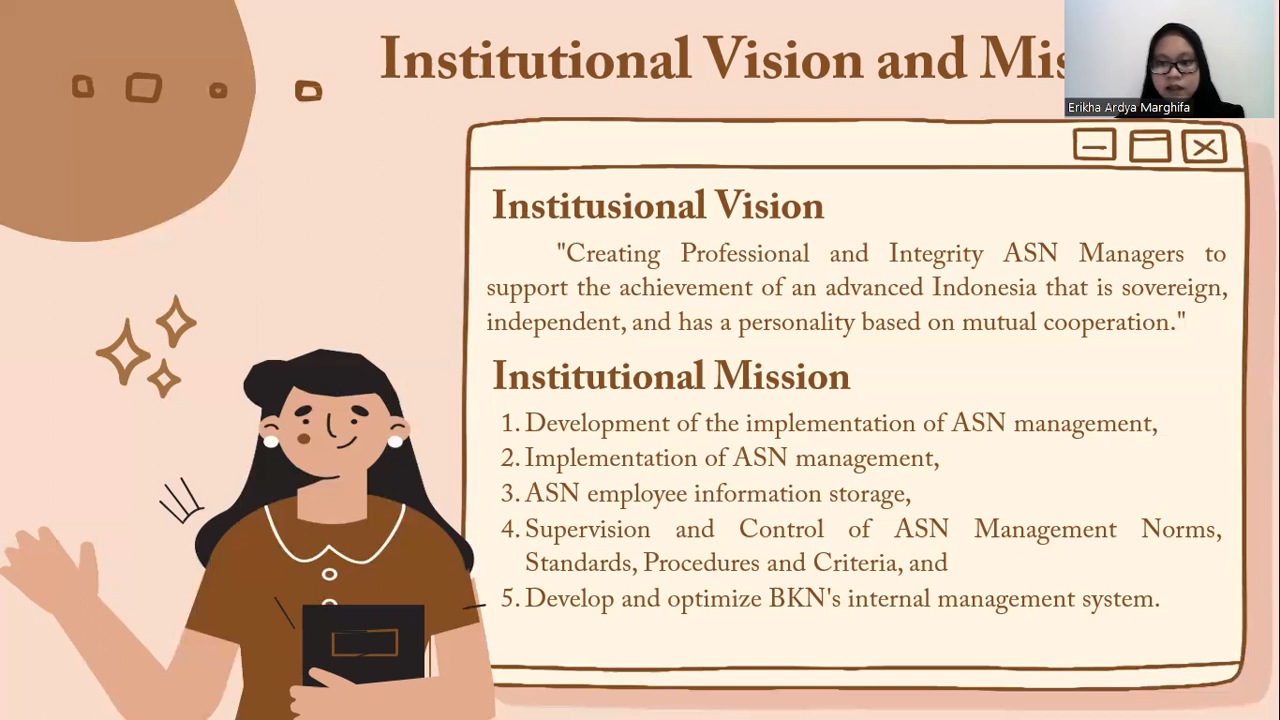 Institutional Vision and Mis
Erikha Ardya Marghifa
Institusional Vision
"Creating Professional and Integrity ASN Managers to
support the achievement of an advanced Indonesia that is sovereign,
independent, and has a personality based on mutual cooperation."
Institutional Mission
1. Development of the implementation of ASN management,
2. Implementation of ASN management,
3. ASN employee information storage,
4. Supervision and Control of ASN Management Norms,
Standards, Procedures and Criteria, and
5. Develop and optimize BKN's internal management system.